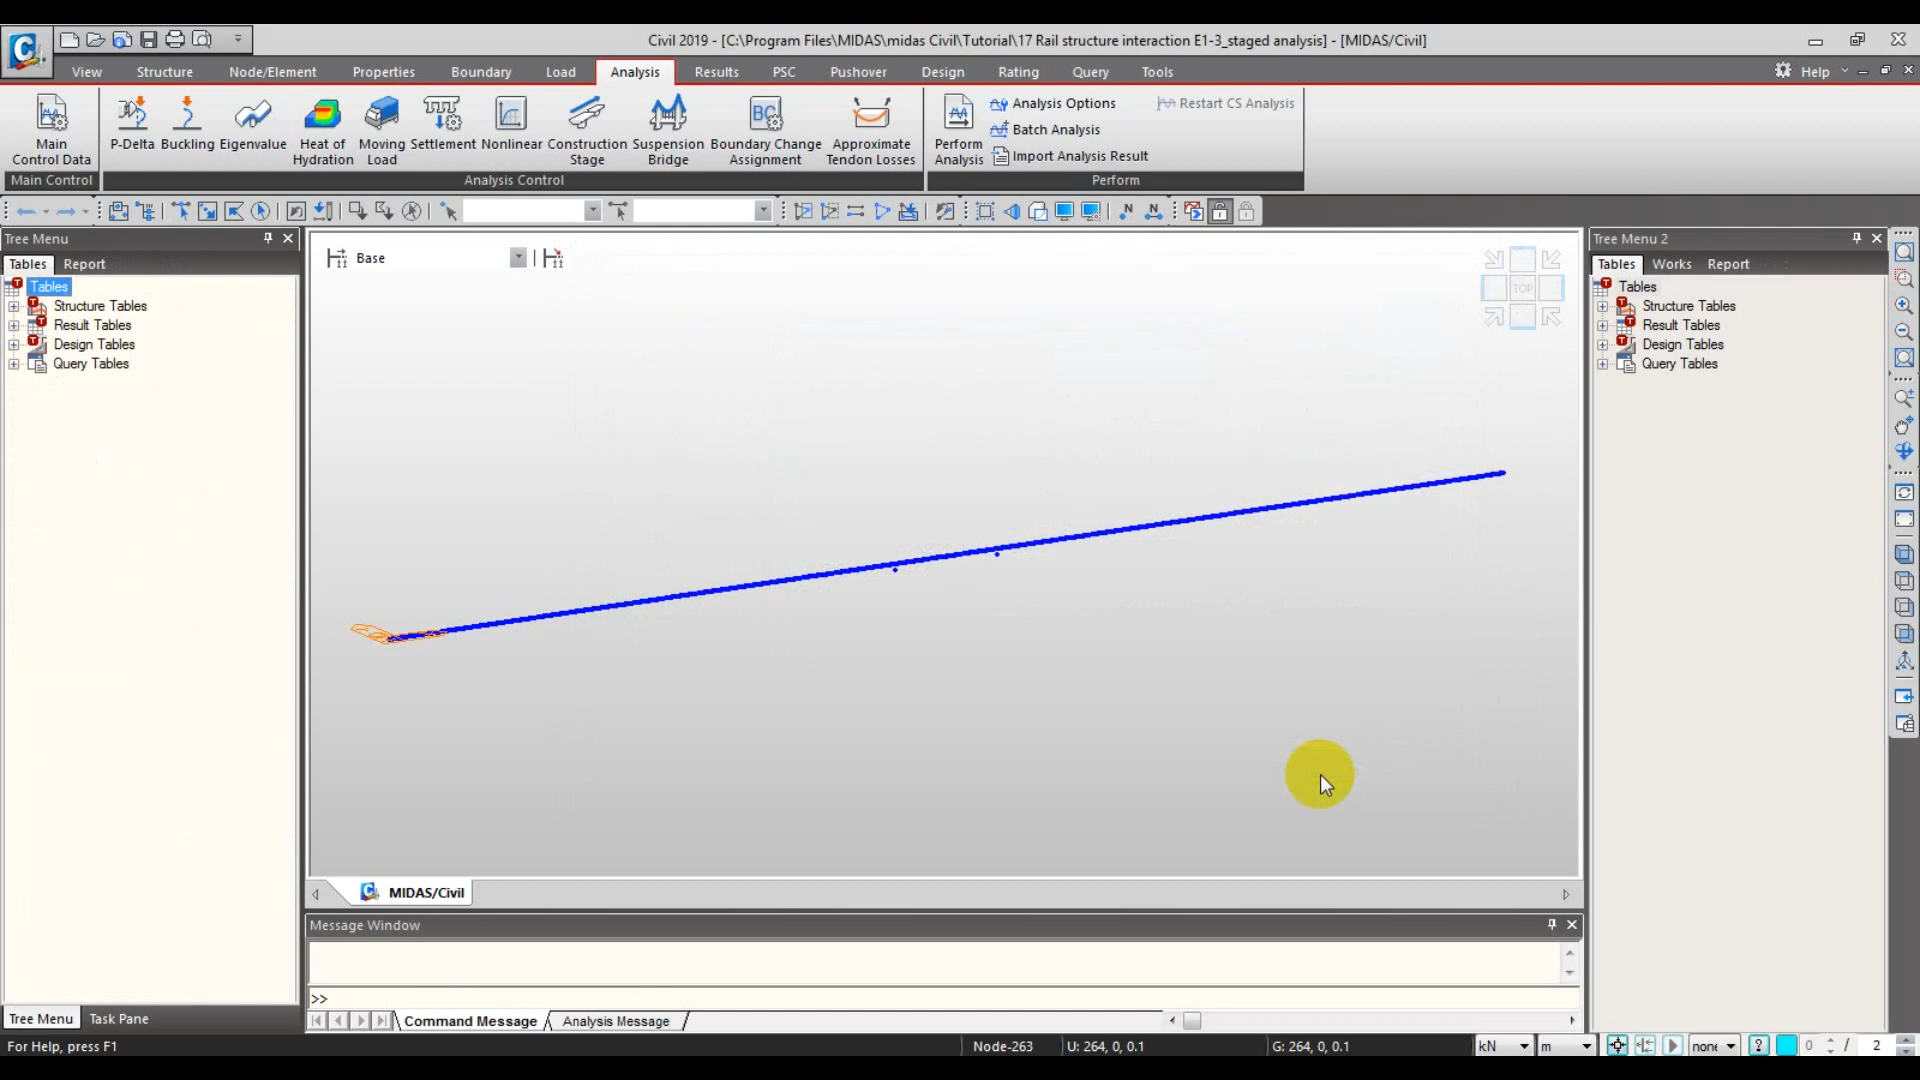 Civil 2019 - [C:\Program Files\MIDAS\midas Civil\Tutorial\17 Rail structure interaction E1-3_staged analysis] - [MIDAS/Civil]
View Structure Node/Element Properties Boundary Load Analysis Results PSC Pushover Design Rating Query Tools Help
Main Control Data
P-Delta Buckling Eigenvalue
Heat of Hydration
Moving Load
Settlement Nonlinear
Construction Stage
Suspension Bridge
Boundary Change Assignment
Approximate Tendon Losses
Perform Analysis
Analysis Options
Batch Analysis
Import Analysis Result
Restart CS Analysis
Main Control Analysis Control Perform
Tree Menu
Tables Report
Tables
Structure Tables
Result Tables
Design Tables
Query Tables
Base
TOP
Tree Menu 2
Tables Works Report
Tables
Structure Tables
Result Tables
Design Tables
Query Tables
MIDAS/Civil
Message Window
>>
Command Message Analysis Message
Tree Menu Task Pane
For Help, press F1 Node-263 U: 264, 0, 0.1 G: 264, 0, 0.1 kN m none ? 0 / 2